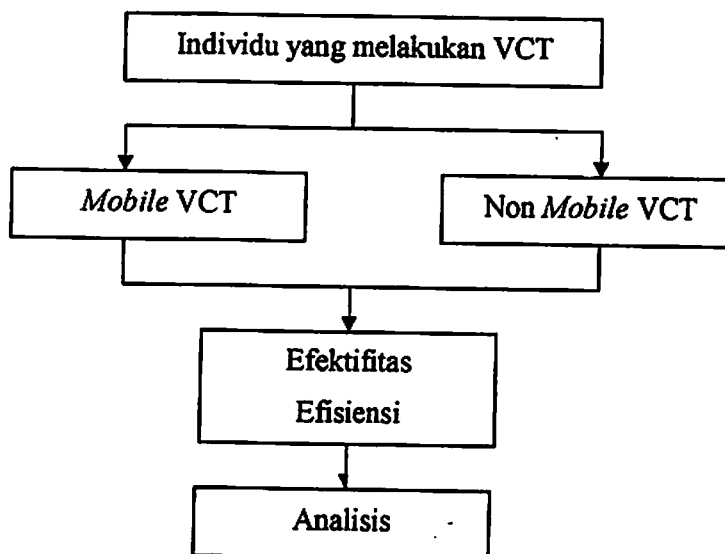 Individu yang melakukan VCT
Mobile VCT
Non Mobile VCT
Efektifitas
Efisiensi
Analisis